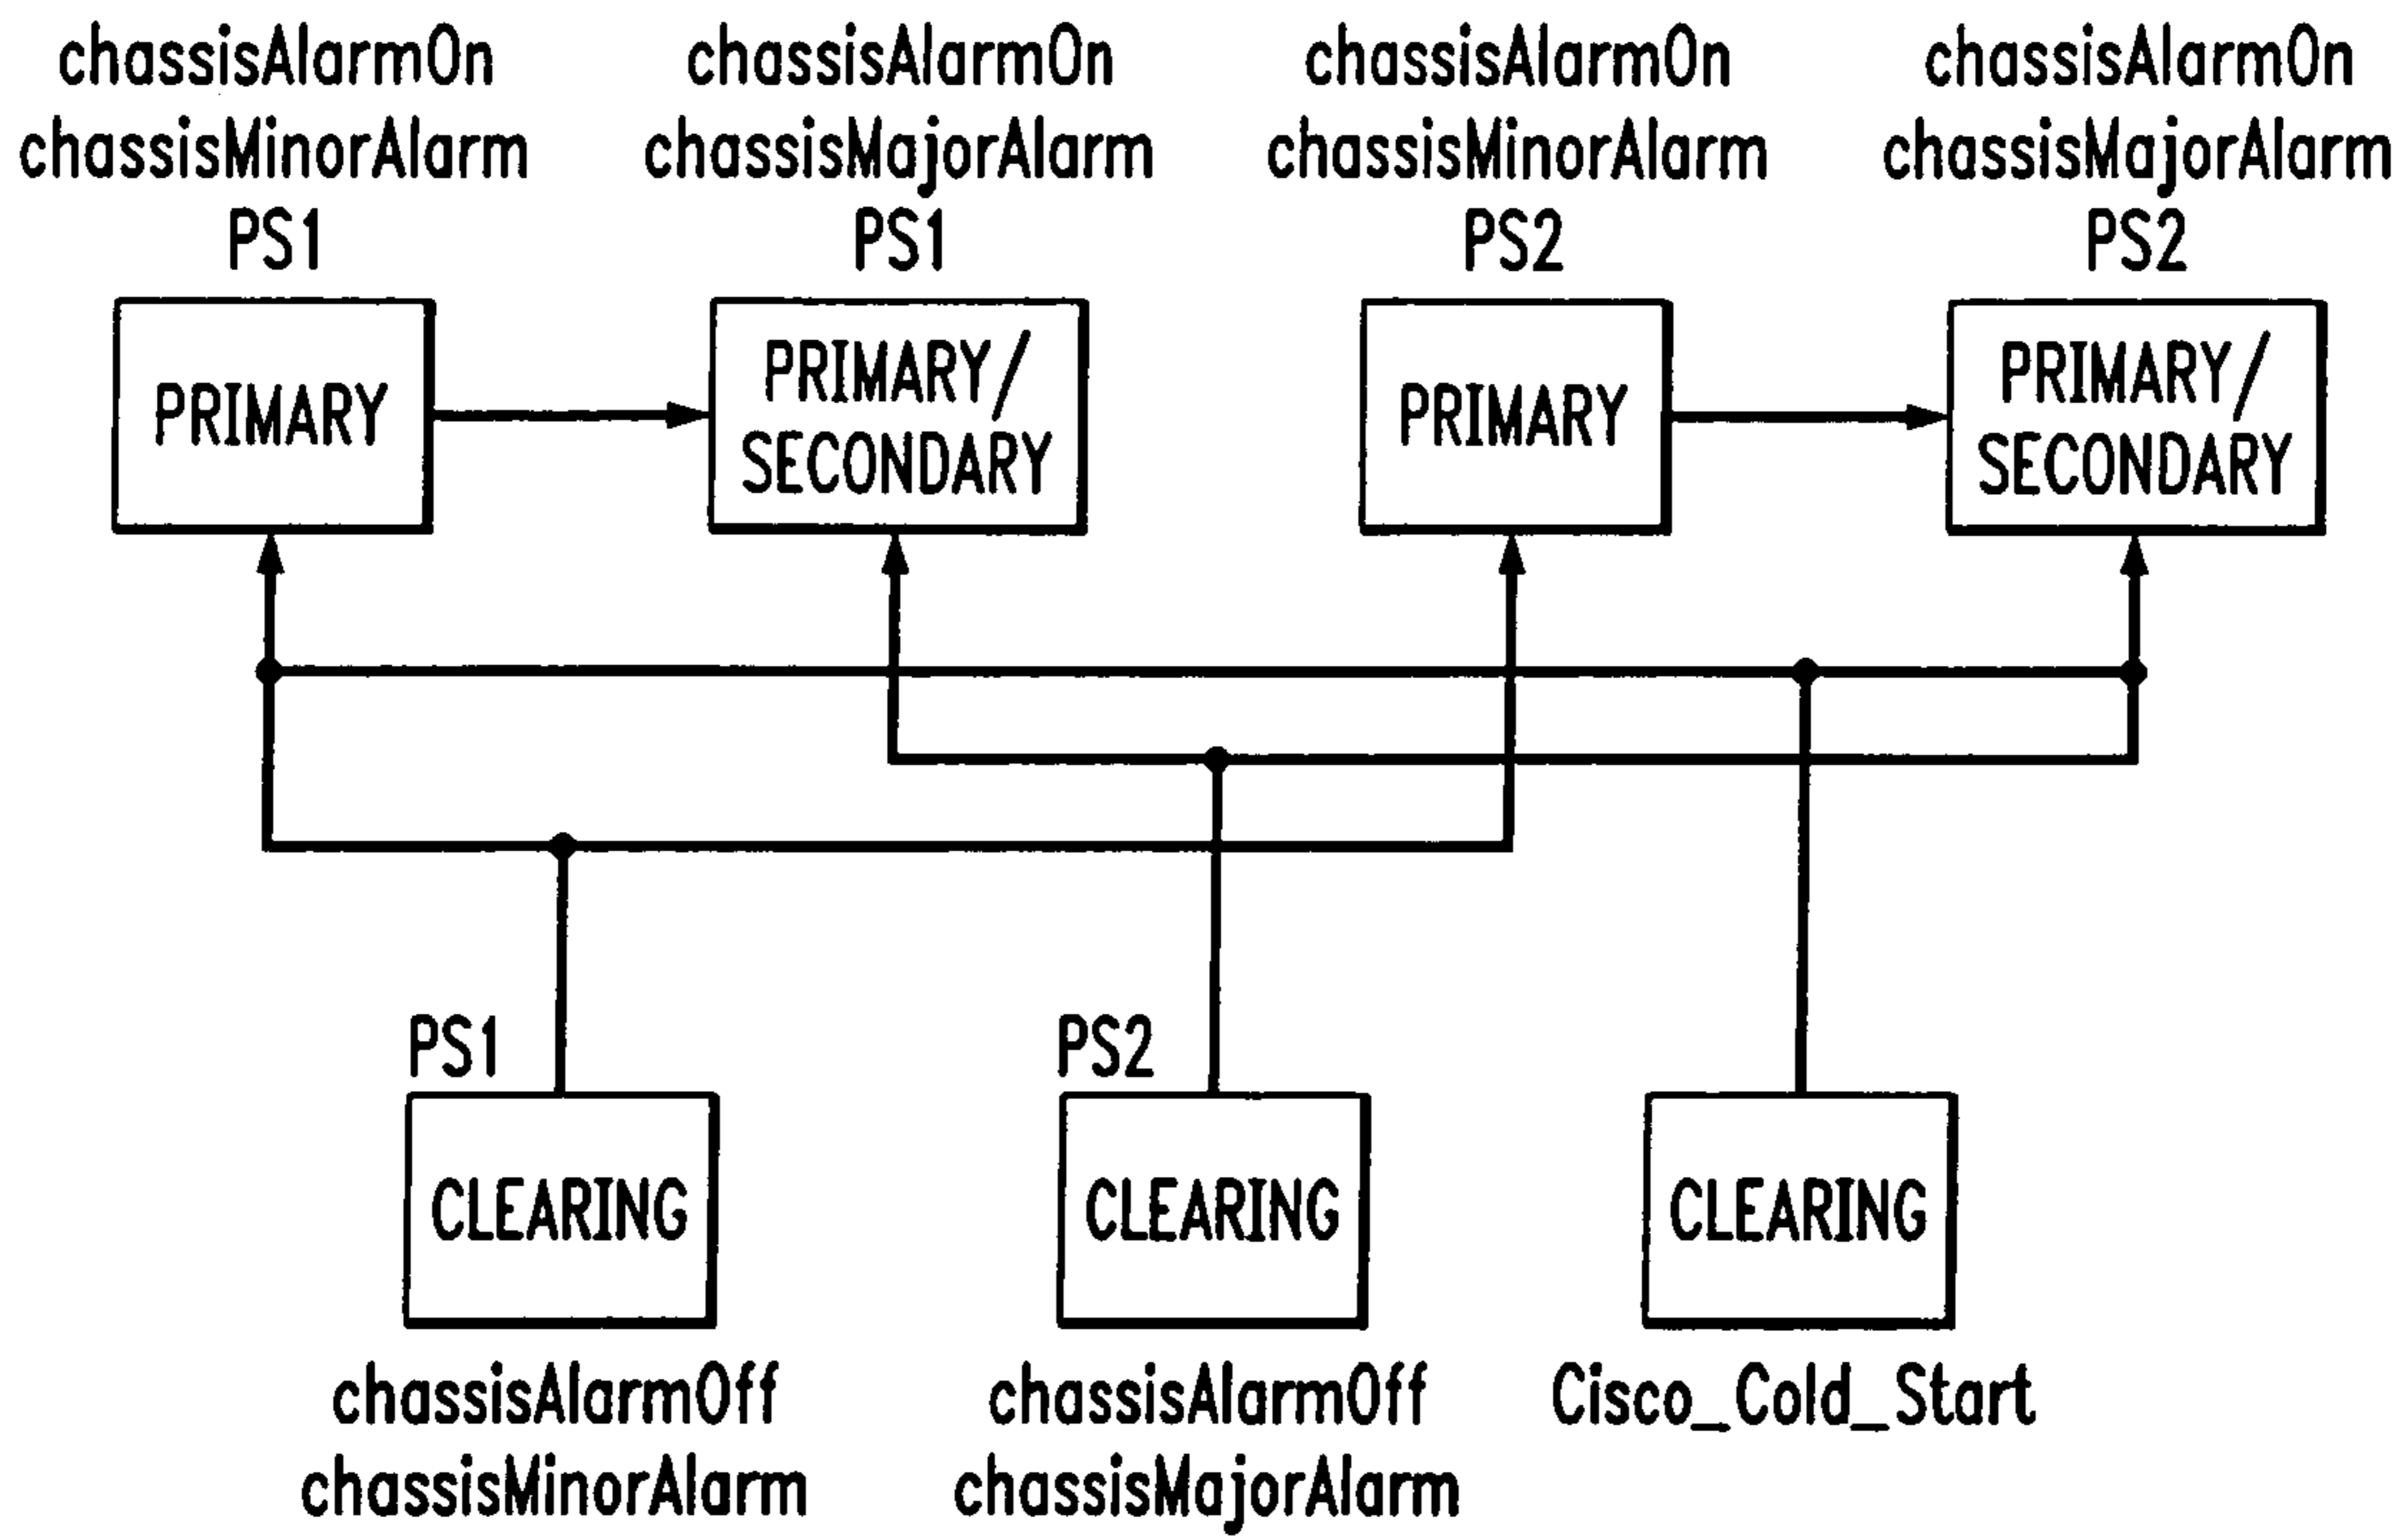 chassisAlarmOn
chassisMinorAlarm
PS1
chassisAlarmOn
chassisMajorAlarm
PS1
chassisAlarmOn
chassisMinorAlarm
PS2
chassisAlarmOn
chassisMajorAlarm
PS2
PRIMARY
PRIMARY/
SECONDARY
PRIMARY
PRIMARY/
SECONDARY
PS1
CLEARING
chassisAlarmOff
chassisMinorAlarm
PS2
CLEARING
chassisAlarmOff
chassisMajorAlarm
CLEARING
Cisco_Cold_Start